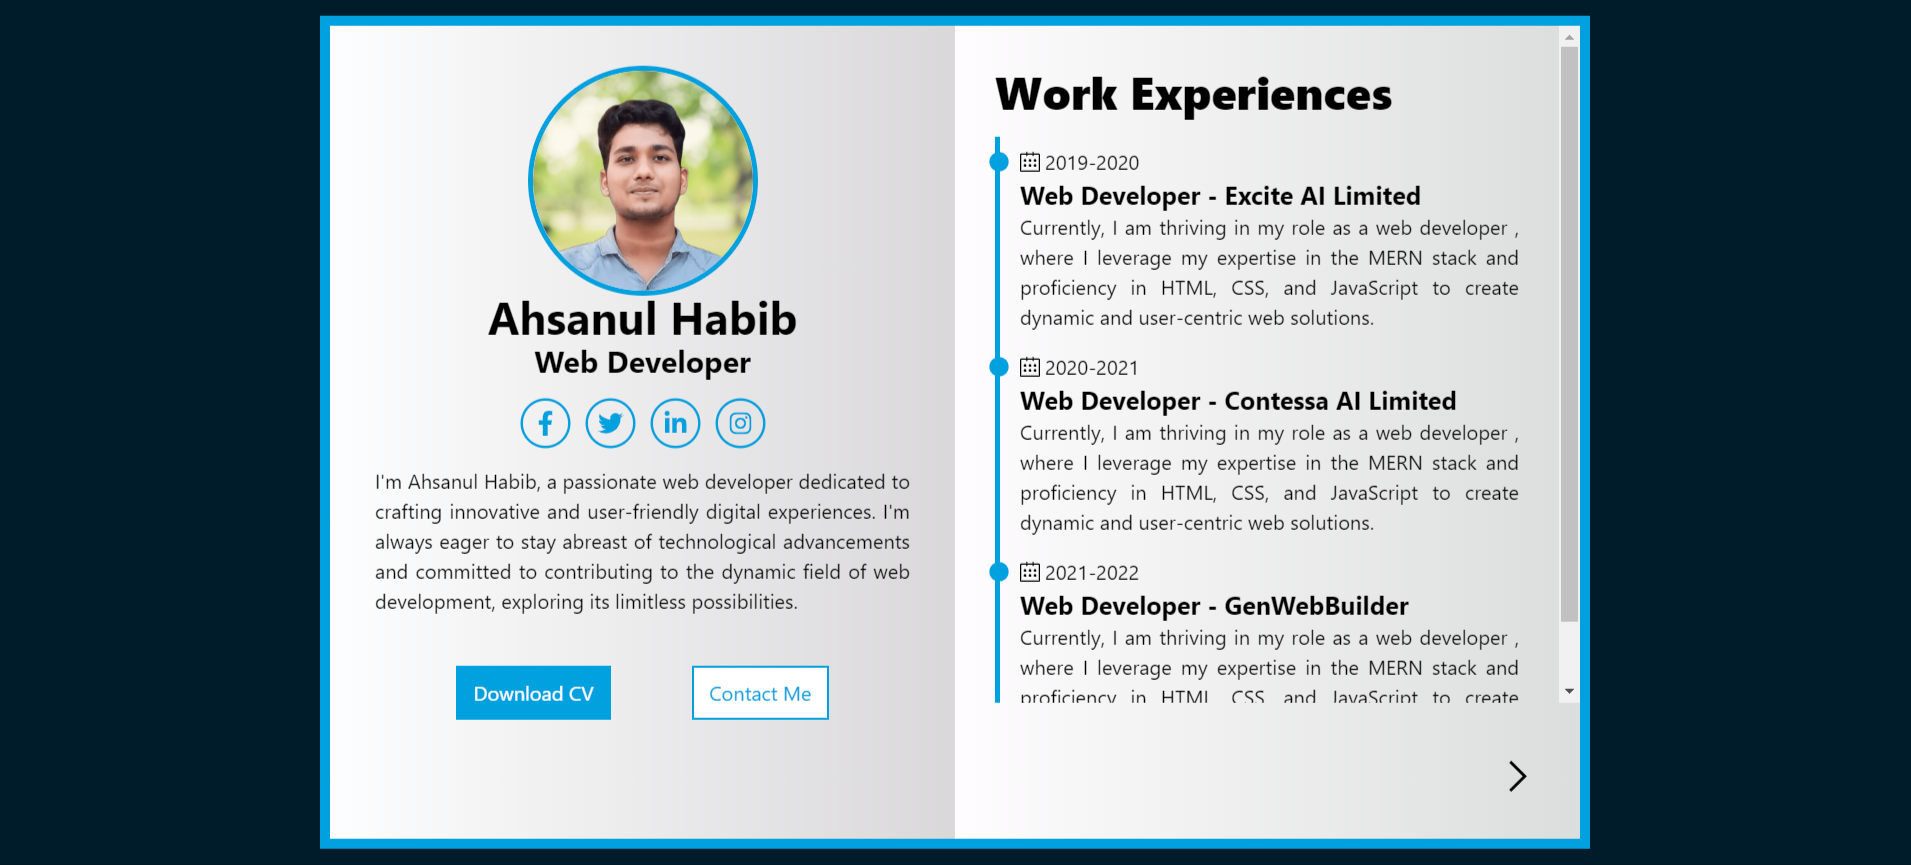 Ahsanul Habib
Web Developer
I'm Ahsanul Habib, a passionate web developer dedicated to
crafting innovative and user-friendly digital experiences. I'm
always eager to stay abreast of technological advancements
and committed to contributing to the dynamic field of web
development, exploring its limitless possibilities.
Download CV
Contact Me
Work Experiences
2019-2020
Web Developer - Excite AI Limited
Currently, I am thriving in my role as a web developer ,
where I leverage my expertise in the MERN stack and
proficiency in HTML, CSS, and JavaScript to create
dynamic and user-centric web solutions.
2020-2021
Web Developer - Contessa AI Limited
Currently, I am thriving in my role as a web developer ,
where I leverage my expertise in the MERN stack and
proficiency in HTML, CSS, and JavaScript to create
dynamic and user-centric web solutions.
2021-2022
Web Developer - GenWebBuilder
Currently, I am thriving in my role as a web developer ,
where I leverage my expertise in the MERN stack and
proficiency in HTML, CSS, and JavaScript to create